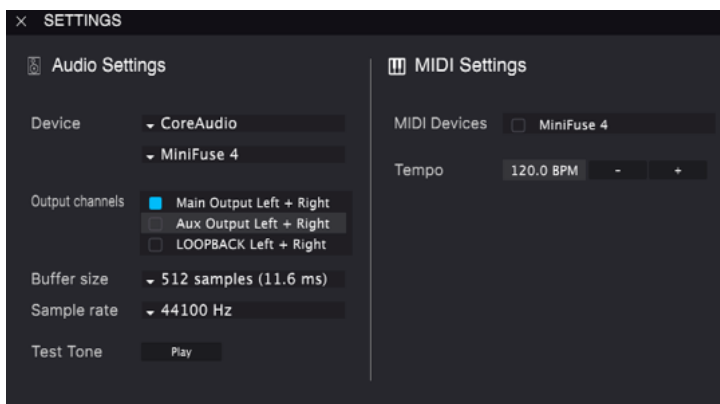 × SETTINGS
Audio Settings
Device
CoreAudio
MiniFuse 4
Output channels
Main Output Left + Right
Aux Output Left + Right
LOOPBACK Left + Right
Buffer size
512 samples (11.6 ms)
Sample rate
44100 Hz
Test Tone
Play
MIDI Settings
MIDI Devices
MiniFuse 4
Tempo
120.0 BPM - +